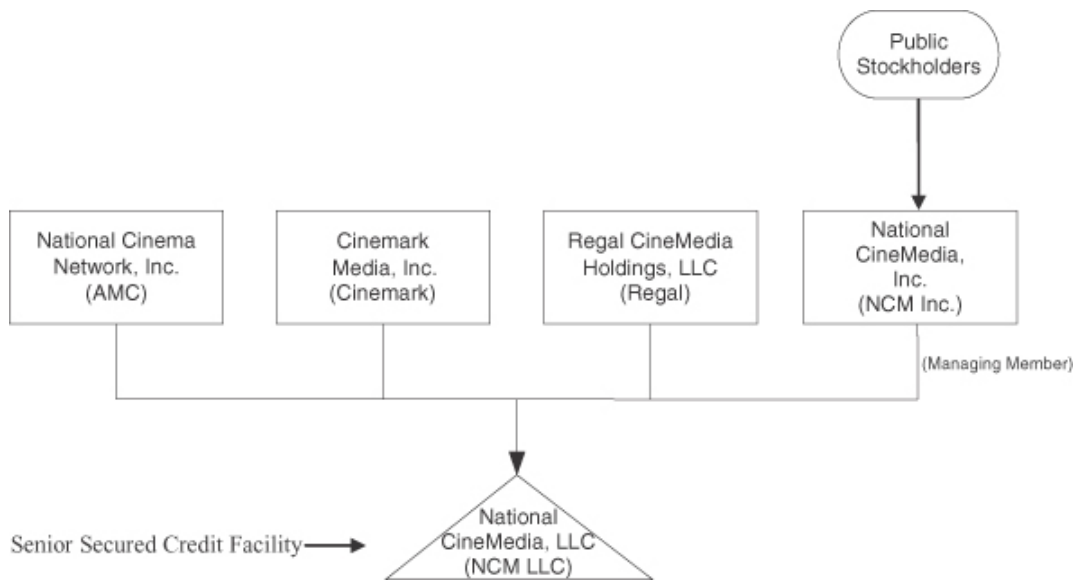 Public
Stockholders
National Cinema
Network, Inc.
(AMC)
Cinemark
Media, Inc.
(Cinemark)
Regal CineMedia
Holdings, LLC
(Regal)
National
CineMedia,
Inc.
(NCM Inc.)
(Managing Member)
Senior Secured Credit Facility
National
CineMedia, LLC
(NCM LLC)